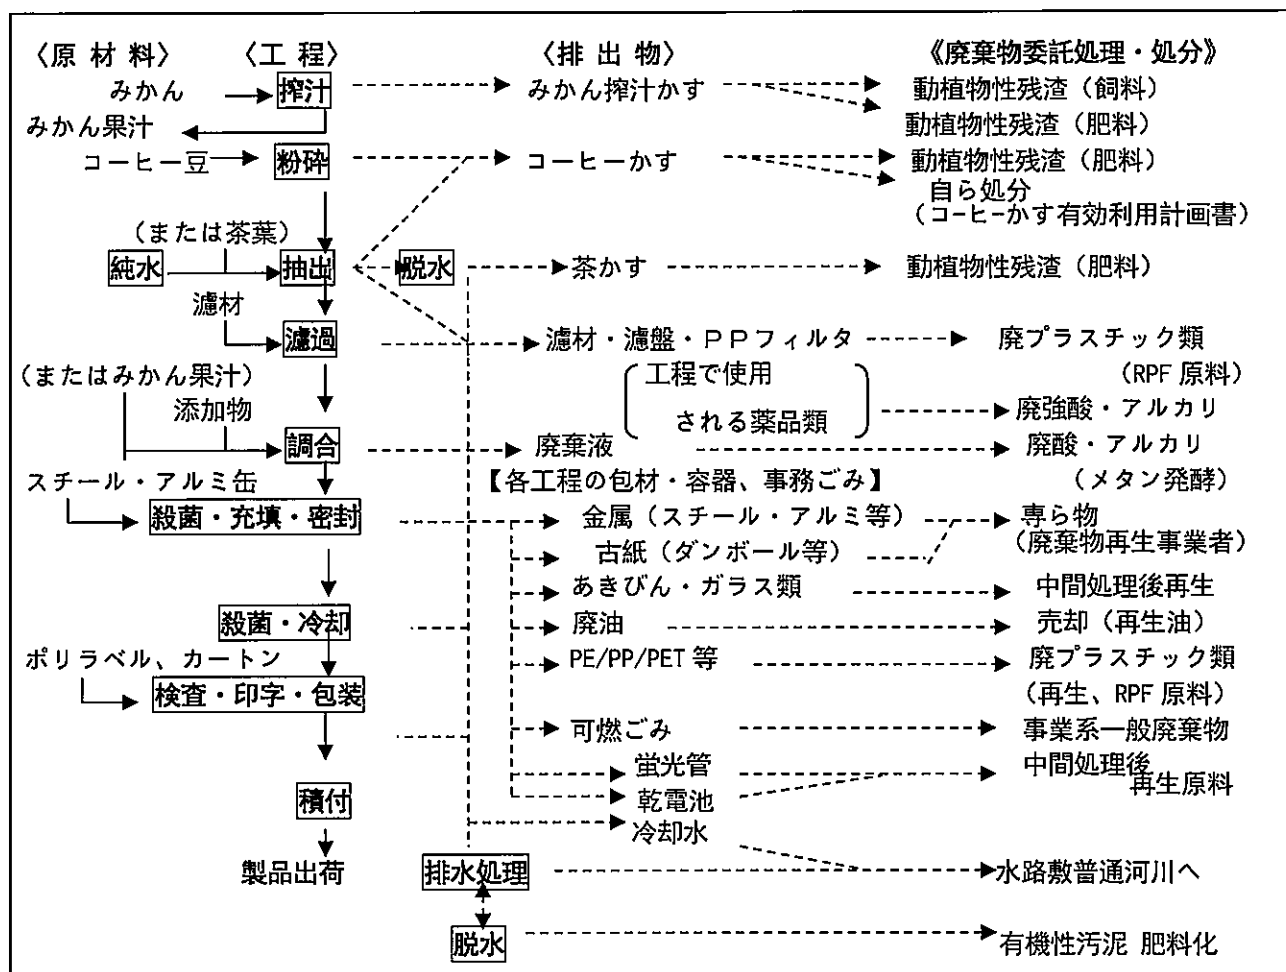 〈原 材 料〉 〈工 程〉 〈排 出 物〉 《廃棄物委託処理・処分》
みかん 搾汁 みかん搾汁かす 動植物性残渣（飼料）
みかん果汁 動植物性残渣（肥料）
コーヒー豆 粉砕 コーヒーかす 動植物性残渣（肥料）
自ら処分
（コーヒーかす有効利用計画書）
（または茶葉）
純水 抽出 脱水 茶かす 動植物性残渣（肥料）
濾材
濾過 濾材・濾盤・ＰＰフィルタ 廃プラスチック類
（またはみかん果汁） 工程で使用 （RPF 原料）
添加物 される薬品類 廃強酸・アルカリ
調合 廃棄液 廃酸・アルカリ
スチール・アルミ缶 【各工程の包材・容器、事務ごみ】 （メタン発酵）
殺菌・充填・密封 金属（スチール・アルミ等） 専ら物
古紙（ダンボール等） （廃棄物再生事業者）
あきびん・ガラス類 中間処理後再生
殺菌・冷却 廃油 売却（再生油）
ポリラベル、カートン PE/PP/PET 等 廃プラスチック類
検査・印字・包装 （再生、RPF 原料）
可燃ごみ 事業系一般廃棄物
蛍光管 中間処理後
再生原料
積付 乾電池
冷却水
製品出荷 排水処理 水路敷普通河川へ
脱水 有機性汚泥 肥料化